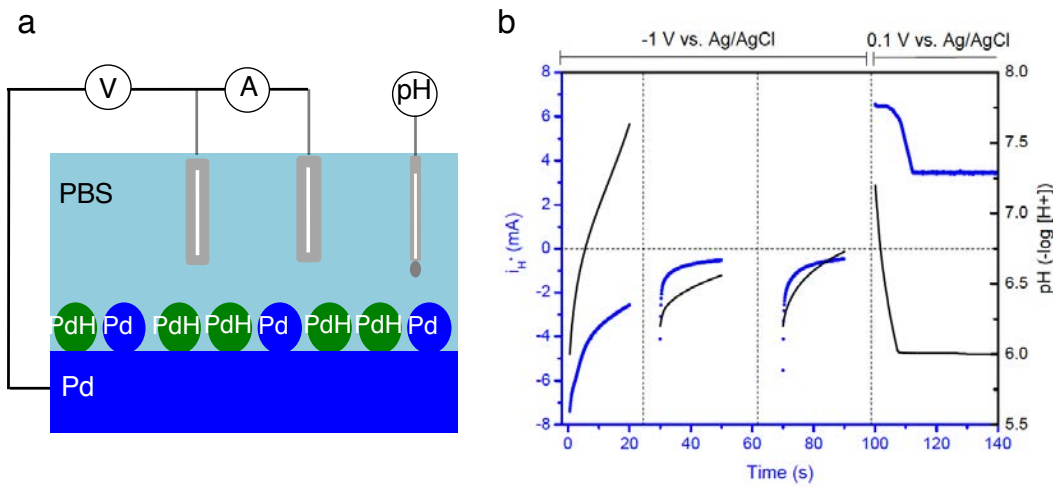 a
V
A
pH
PBS
PdH
Pd
PdH
PdH
Pd
PdH
PdH
Pd
Pd
b
-1 V vs. Ag/AgCl
0.1 V vs. Ag/AgCl
8
6
4
2
0
-2
-4
-6
-8
i_H⁺ (mA)
0
20
40
60
80
100
120
140
Time (s)
8.0
7.5
7.0
6.5
6.0
5.5
pH (-log [H+])